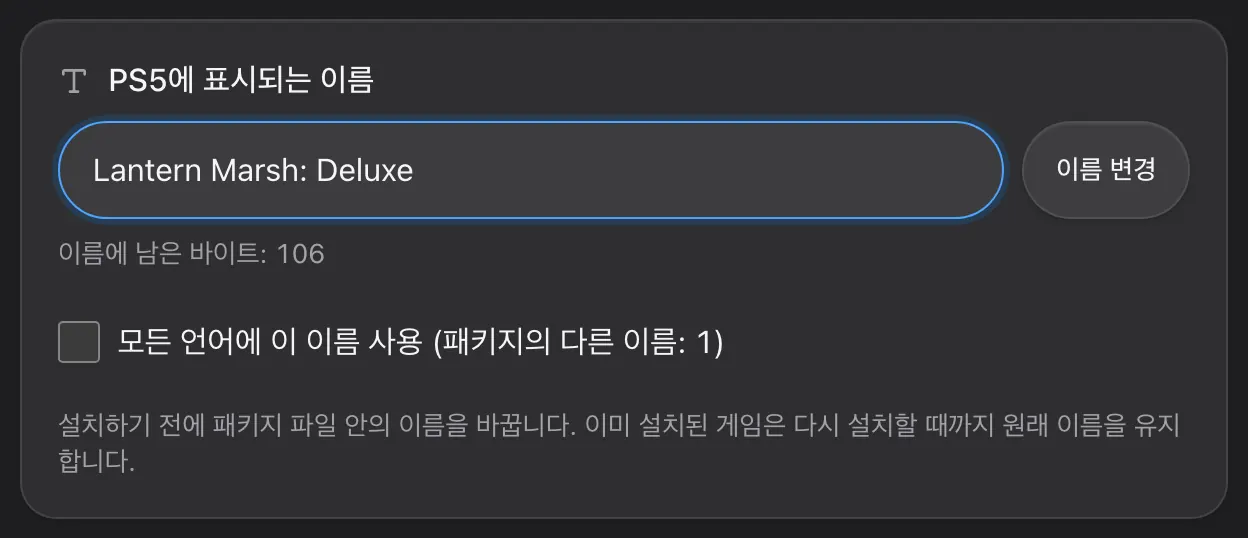 PS5에 표시되는 이름
Lantern Marsh: Deluxe
이름 변경
이름에 남은 바이트: 106
모든 언어에 이 이름 사용 (패키지의 다른 이름: 1)
설치하기 전에 패키지 파일 안의 이름을 바꿉니다. 이미 설치된 게임은 다시 설치할 때까지 원래 이름을 유지
합니다.